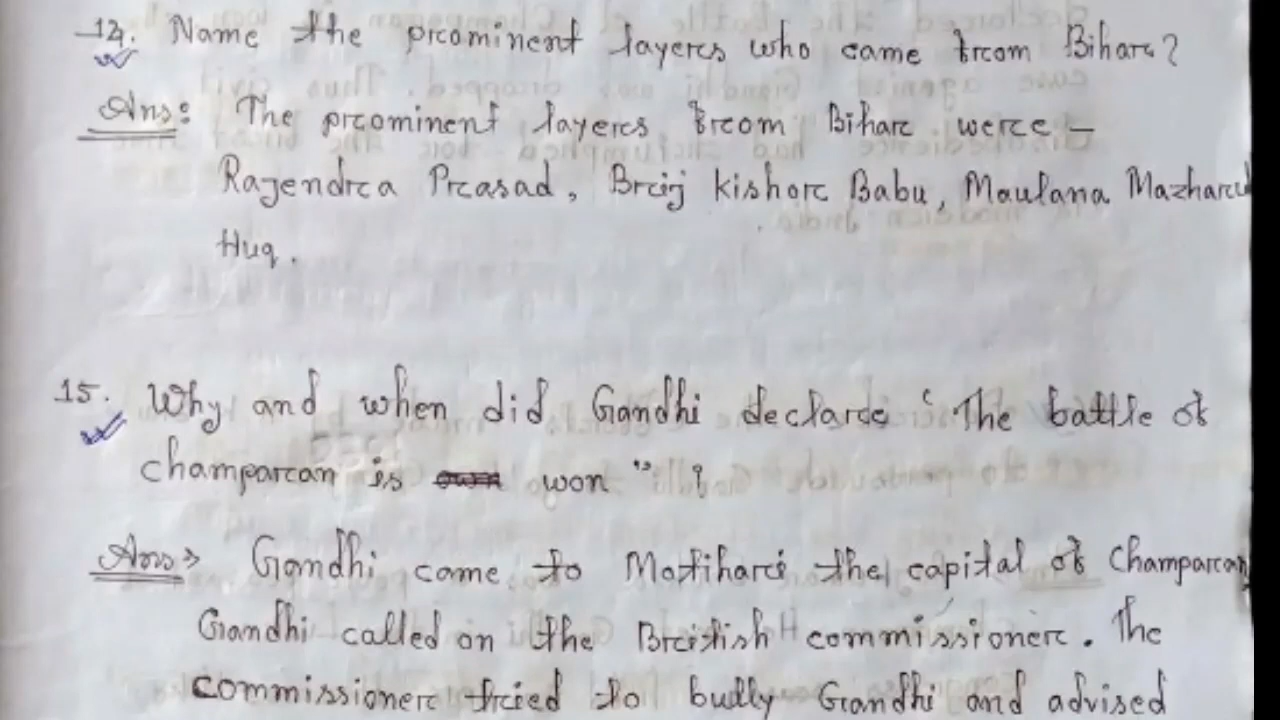 14. Name the prominent layers who came from Bihar?
Ans: The prominent layers from Bihar were -
Rajendra Prasad, Brij kishor Babu, Maulana Mazharul
Huq.
15. Why and when did Gandhi declare 'The battle of
champaran is won"?
Ans> Gandhi came to Motihari the capital of Champaran
Gandhi called on the British commissioner. The
commissioner tried to bully Gandhi and advised